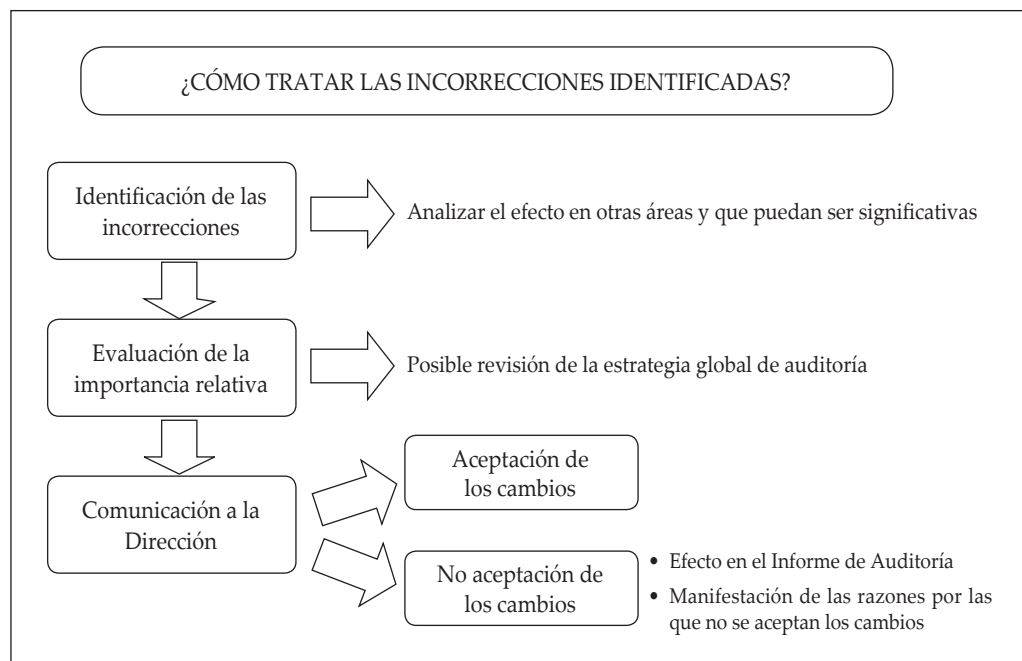 ¿CÓMO TRATAR LAS INCORRECCIONES IDENTIFICADAS?
Identificación de las
incorrecciones
Analizar el efecto en otras áreas y que puedan ser significativas
Evaluación de la
importancia relativa
Posible revisión de la estrategia global de auditoría
Comunicación a la
Dirección
Aceptación de
los cambios
No aceptación de
los cambios
• Efecto en el Informe de Auditoría
• Manifestación de las razones por las
que no se aceptan los cambios